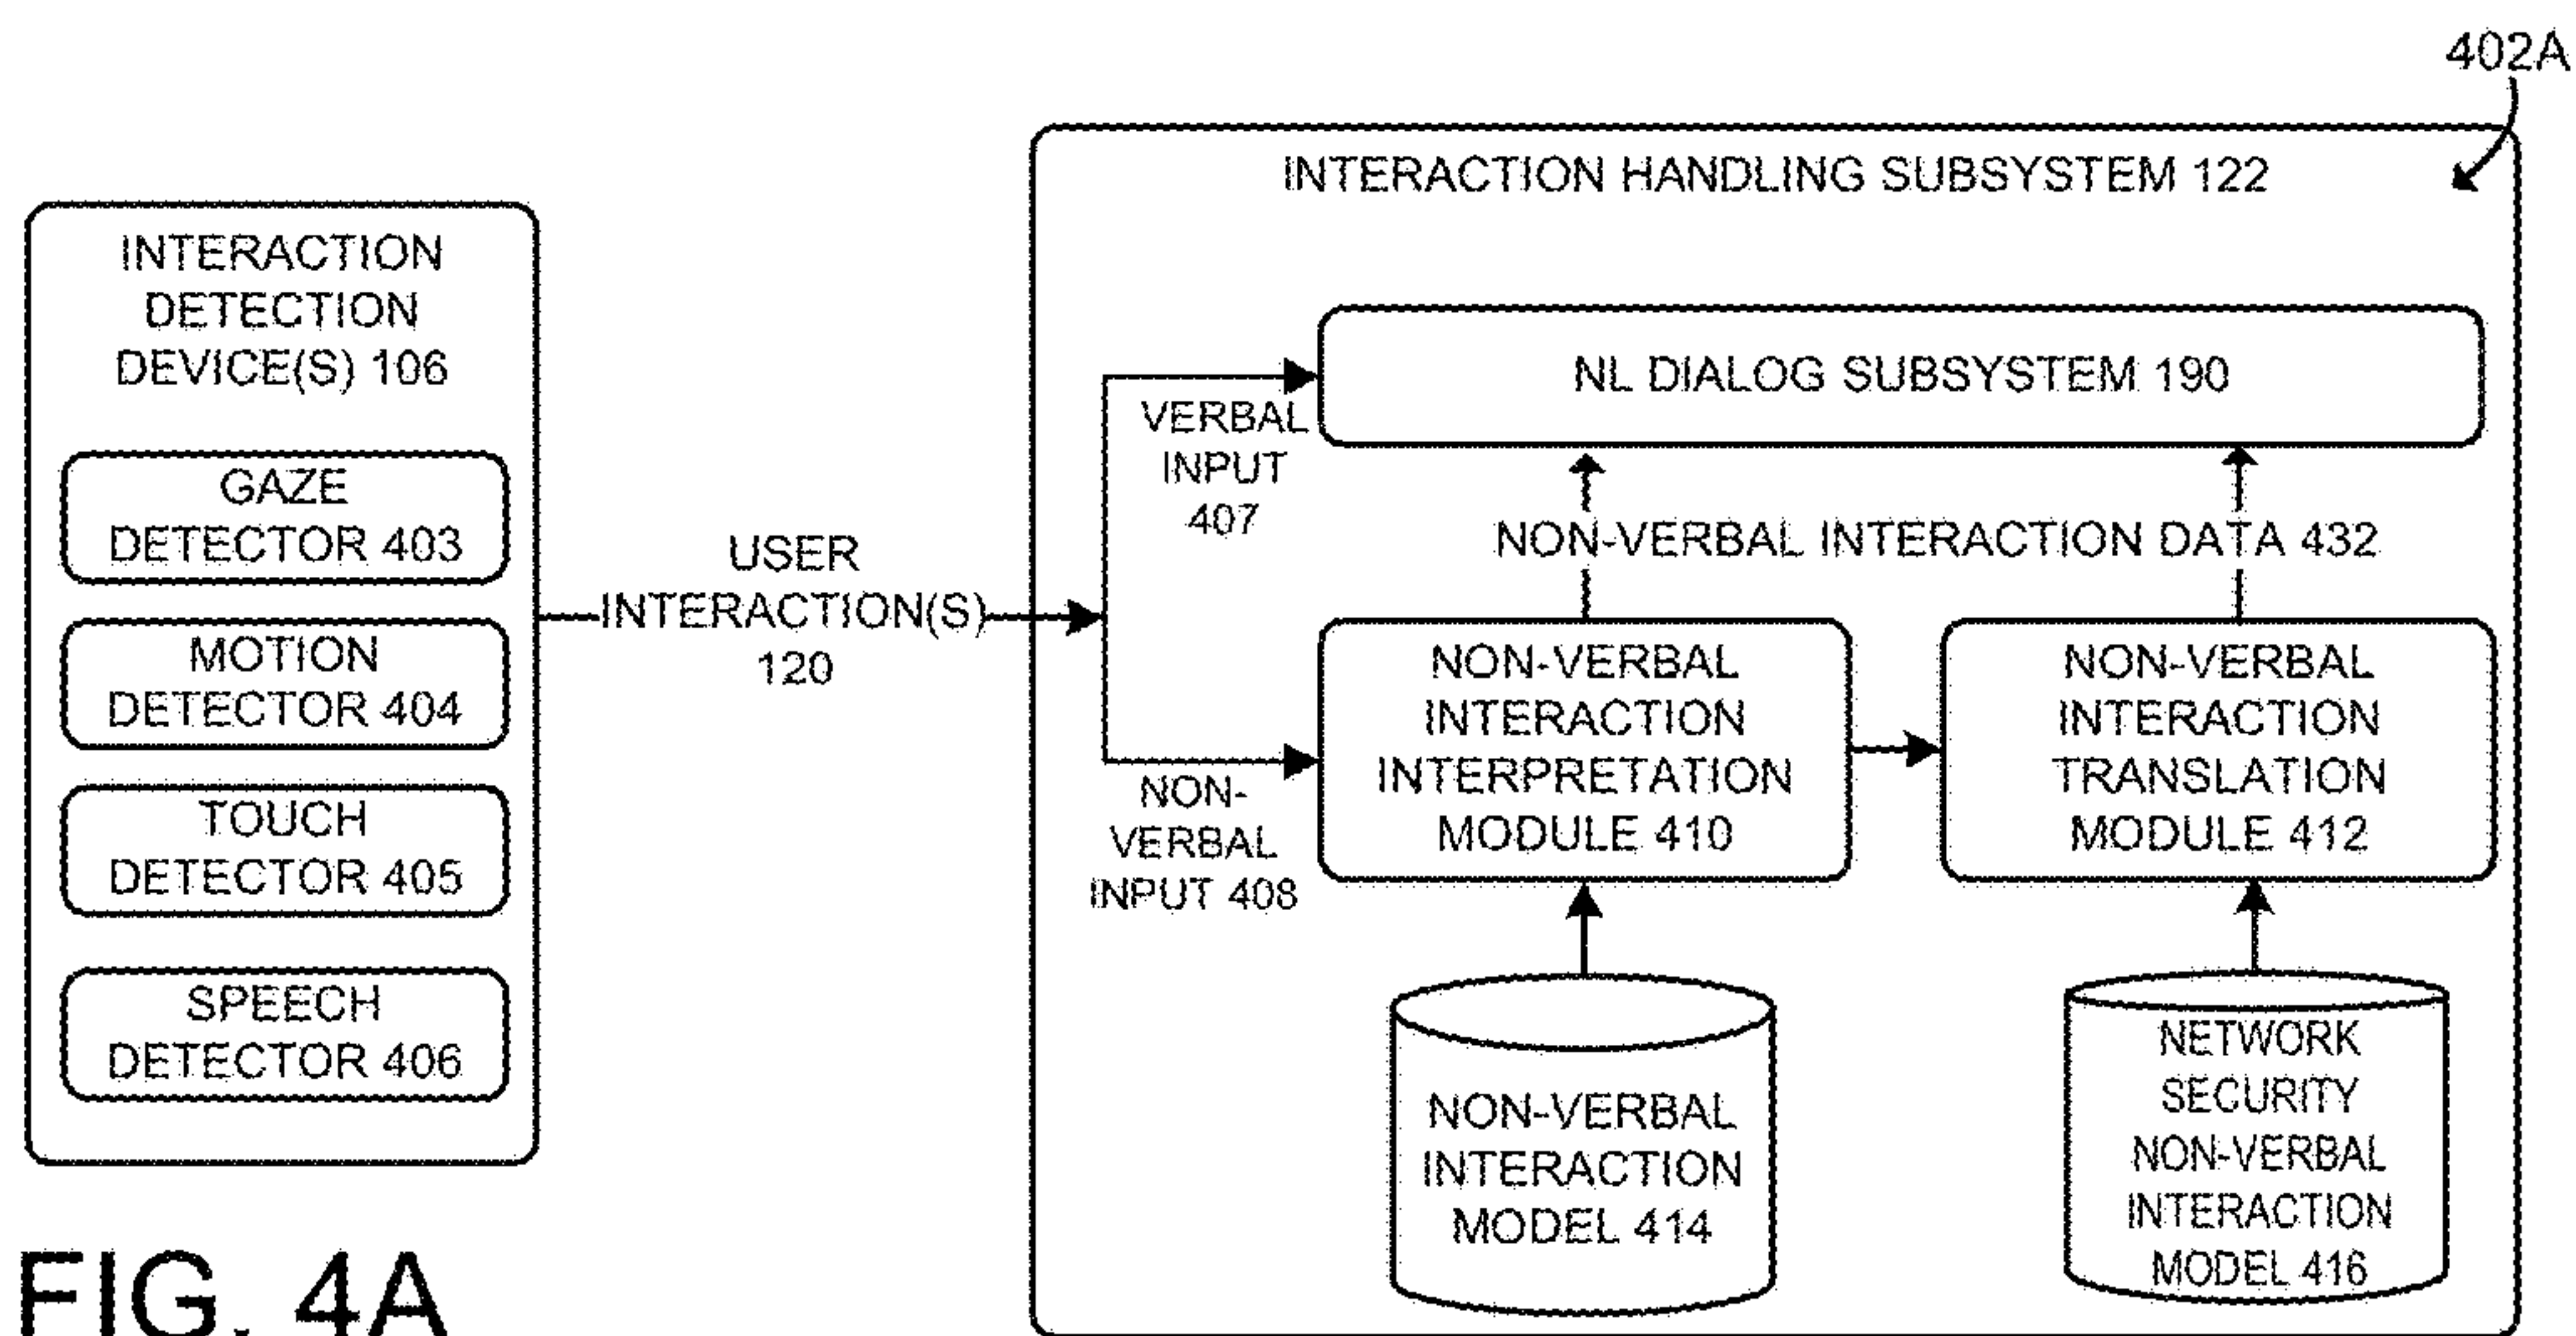 402A
INTERACTION HANDLING SUBSYSTEM 122
INTERACTION
DETECTION
DEVICE(S) 106
GAZE
DETECTOR 403
MOTION
DETECTOR 404
TOUCH
DETECTOR 405
SPEECH
DETECTOR 406
USER
INTERACTION(S)
120
VERBAL
INPUT
407
NON-
VERBAL
INPUT 408
NL DIALOG SUBSYSTEM 190
NON-VERBAL INTERACTION DATA 432
NON-VERBAL
INTERACTION
INTERPRETATION
MODULE 410
NON-VERBAL
INTERACTION
TRANSLATION
MODULE 412
NON-VERBAL
INTERACTION
MODEL 414
NETWORK
SECURITY
NON-VERBAL
INTERACTION
MODEL 416
FIG. 4A